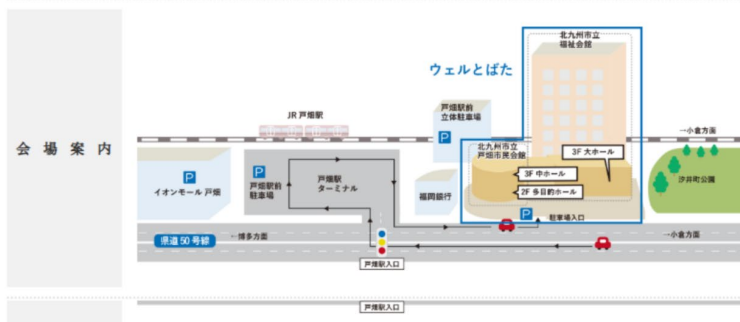 会場案内
北九州市立
福祉会館
ウェルとばた
戸畑駅前
立体駐車場
P
JR 戸畑駅
→小倉方面
北九州市立
戸畑市民会館
3F 大ホール
3F 中ホール
2F 多目的ホール
P
イオンモール戸畑
P
戸畑駅前
駐車場
戸畑駅
ターミナル
福岡銀行
P
駐車場入口
汐井町公園
県道50号線
←博多方面
→小倉方面
戸畑駅入口
戸畑駅入口